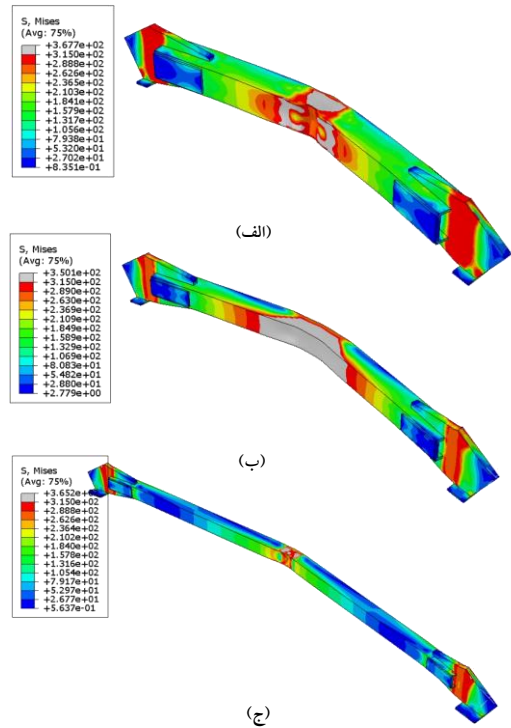 S, Mises
(Avg: 75%)
+3.677e+02
+3.150e+02
+2.888e+02
+2.626e+02
+2.365e+02
+2.103e+02
+1.841e+02
+1.579e+02
+1.317e+02
+1.056e+02
+7.938e+01
+5.320e+01
+2.702e+01
+8.351e-01
(الف)
S, Mises
(Avg: 75%)
+3.501e+02
+3.150e+02
+2.890e+02
+2.630e+02
+2.369e+02
+2.109e+02
+1.849e+02
+1.589e+02
+1.329e+02
+1.069e+02
+8.083e+01
+5.482e+01
+2.880e+01
+2.779e+00
(ب)
S, Mises
(Avg: 75%)
+3.652e+02
+3.150e+02
+2.888e+02
+2.626e+02
+2.364e+02
+2.102e+02
+1.840e+02
+1.578e+02
+1.316e+02
+1.054e+02
+7.917e+01
+5.297e+01
+2.677e+01
+5.637e-01
(ج)